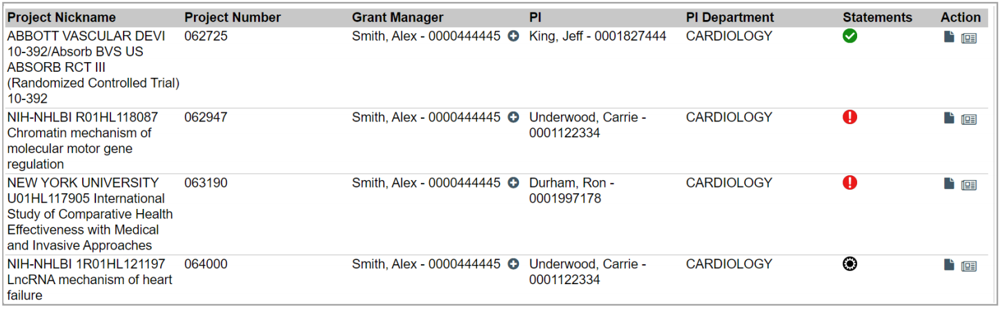 Project Nickname Project Number Grant Manager PI PI Department Statements Action
ABBOTT VASCULAR DEVI 062725 Smith, Alex - 0000444445 King, Jeff - 0001827444 CARDIOLOGY
10-392/Absorb BVS US
ABSORB RCT III
(Randomized Controlled Trial)
10-392
NIH-NHLBI R01HL118087 062947 Smith, Alex - 0000444445 Underwood, Carrie - CARDIOLOGY
Chromatin mechanism of 0001122334
molecular motor gene
regulation
NEW YORK UNIVERSITY 063190 Smith, Alex - 0000444445 Durham, Ron - CARDIOLOGY
U01HL117905 International 0001997178
Study of Comparative Health
Effectiveness with Medical
and Invasive Approaches
NIH-NHLBI 1R01HL121197 064000 Smith, Alex - 0000444445 Underwood, Carrie - CARDIOLOGY
LncRNA mechanism of heart 0001122334
failure